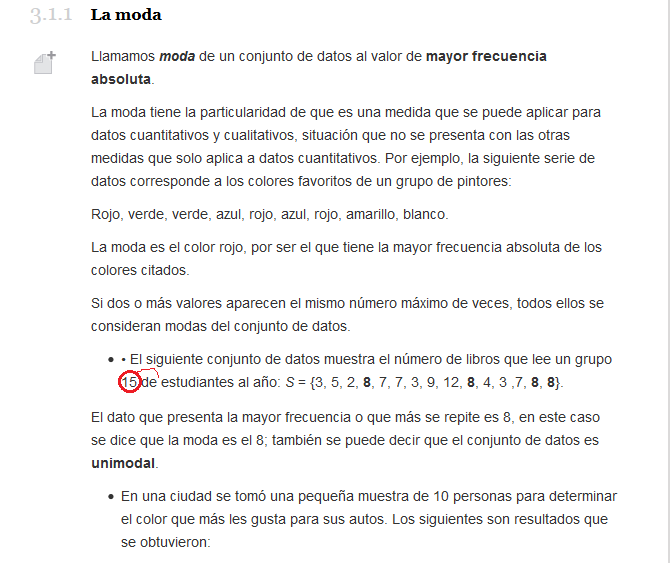 3.1.1 La moda
Llamamos moda de un conjunto de datos al valor de mayor frecuencia
absoluta.
La moda tiene la particularidad de que es una medida que se puede aplicar para
datos cuantitativos y cualitativos, situación que no se presenta con las otras
medidas que solo aplica a datos cuantitativos. Por ejemplo, la siguiente serie de
datos corresponde a los colores favoritos de un grupo de pintores:
Rojo, verde, verde, azul, rojo, azul, rojo, amarillo, blanco.
La moda es el color rojo, por ser el que tiene la mayor frecuencia absoluta de los
colores citados.
Si dos o más valores aparecen el mismo número máximo de veces, todos ellos se
consideran modas del conjunto de datos.
• • El siguiente conjunto de datos muestra el número de libros que lee un grupo
15 de estudiantes al año: S = {3, 5, 2, 8, 7, 7, 3, 9, 12, 8, 4, 3 ,7, 8, 8}.
El dato que presenta la mayor frecuencia o que más se repite es 8, en este caso
se dice que la moda es el 8; también se puede decir que el conjunto de datos es
unimodal.
• En una ciudad se tomó una pequeña muestra de 10 personas para determinar
el color que más les gusta para sus autos. Los siguientes son resultados que
se obtuvieron: